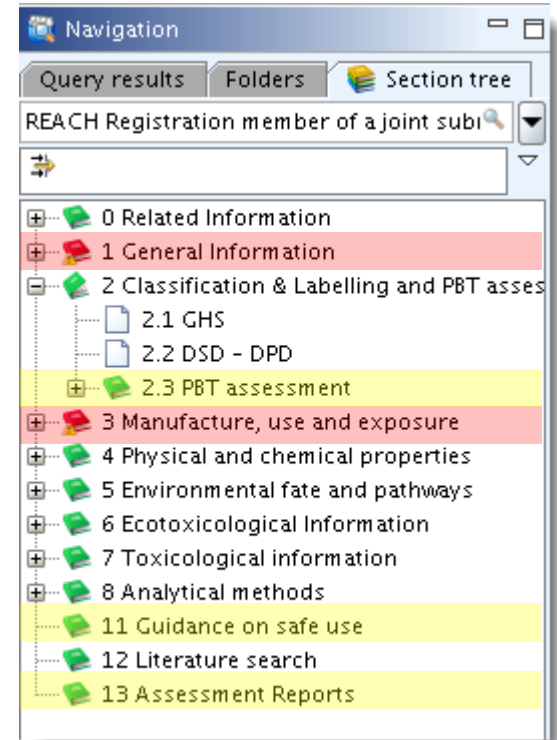 Navigation
Query results Folders Section tree
REACH Registration member of a joint subi
0 Related Information
1 General Information
2 Classification & Labelling and PBT asses
2.1 GHS
2.2 DSD - DPD
2.3 PBT assessment
3 Manufacture, use and exposure
4 Physical and chemical properties
5 Environmental fate and pathways
6 Ecotoxicological Information
7 Toxicological information
8 Analytical methods
11 Guidance on safe use
12 Literature search
13 Assessment Reports